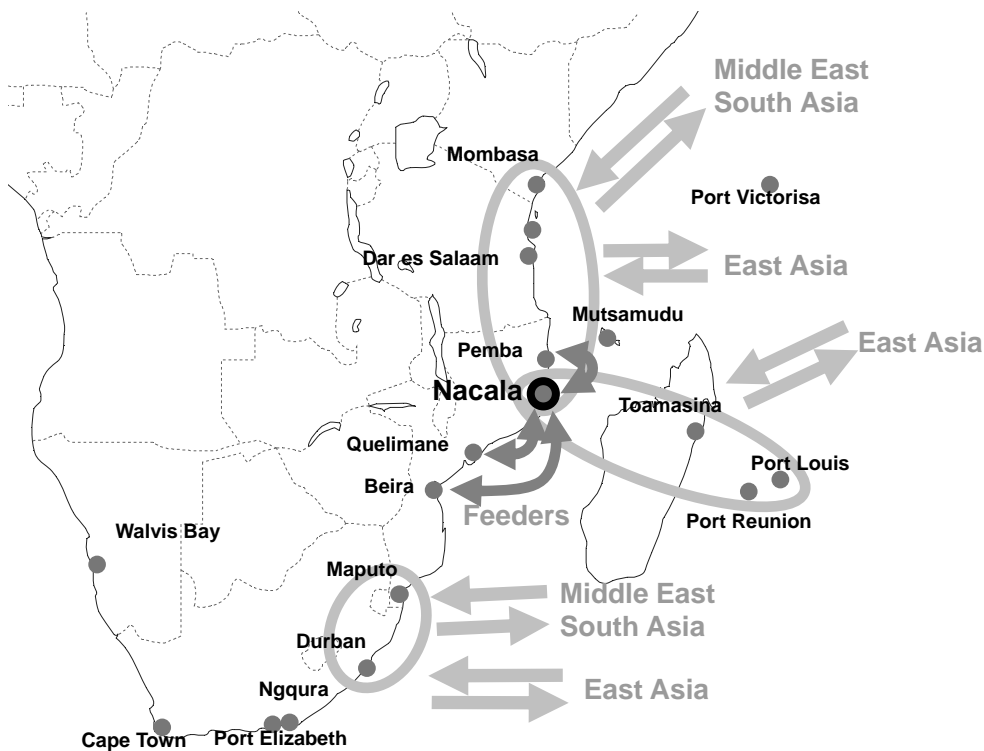 Middle East
South Asia
Mombasa
Port Victorisa
Dar es Salaam
East Asia
Mutsamudu
Pemba
East Asia
Nacala
Toamasina
Quelimane
Port Louis
Beira
Feeders
Port Reunion
Walvis Bay
Maputo
Middle East
South Asia
Durban
Ngqura
East Asia
Cape Town
Port Elizabeth